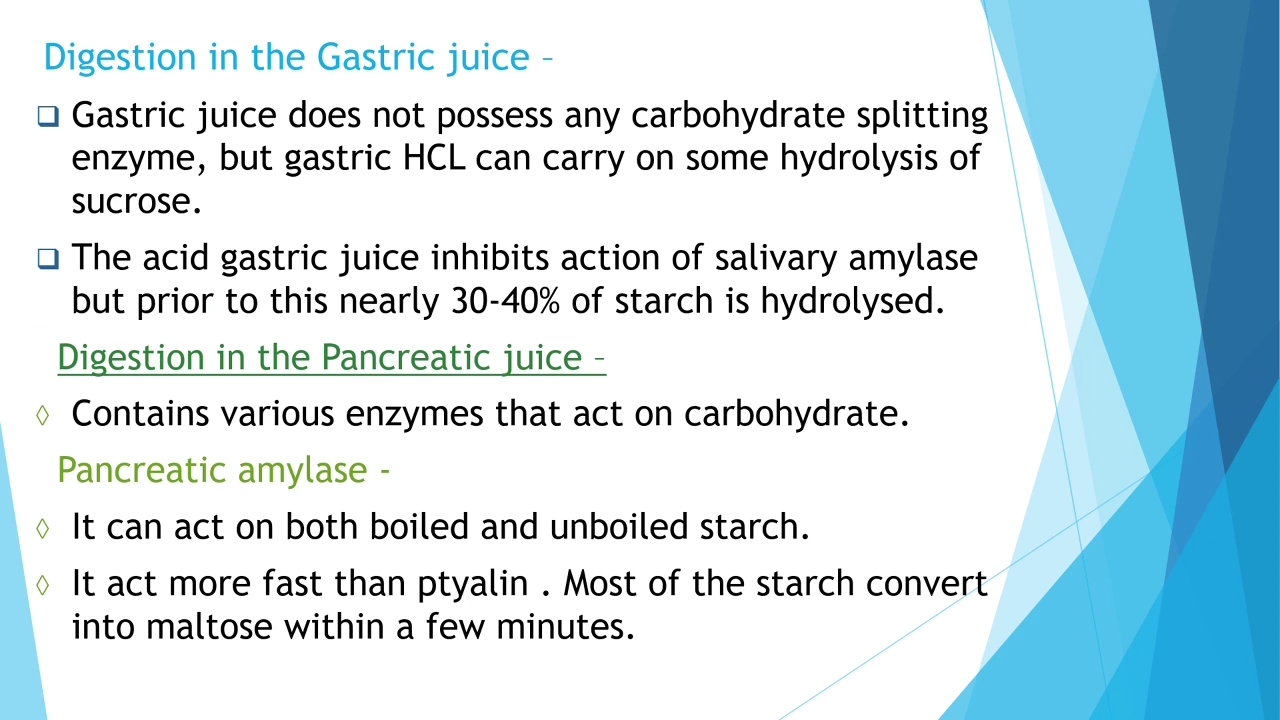 Digestion in the Gastric juice –
Gastric juice does not possess any carbohydrate splitting
enzyme, but gastric HCL can carry on some hydrolysis of
sucrose.
The acid gastric juice inhibits action of salivary amylase
but prior to this nearly 30-40% of starch is hydrolysed.
Digestion in the Pancreatic juice –
Contains various enzymes that act on carbohydrate.
Pancreatic amylase -
It can act on both boiled and unboiled starch.
It act more fast than ptyalin . Most of the starch convert
into maltose within a few minutes.